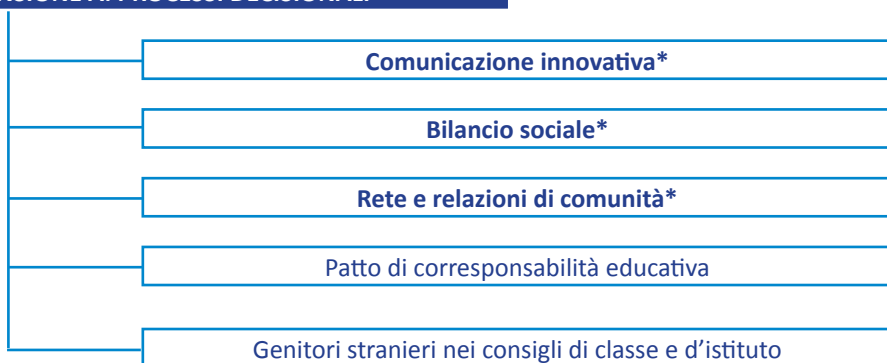 Comunicazione innovativa*
Bilancio sociale*
Rete e relazioni di comunità*
Patto di corresponsabilità educativa
Genitori stranieri nei consigli di classe e d’istituto